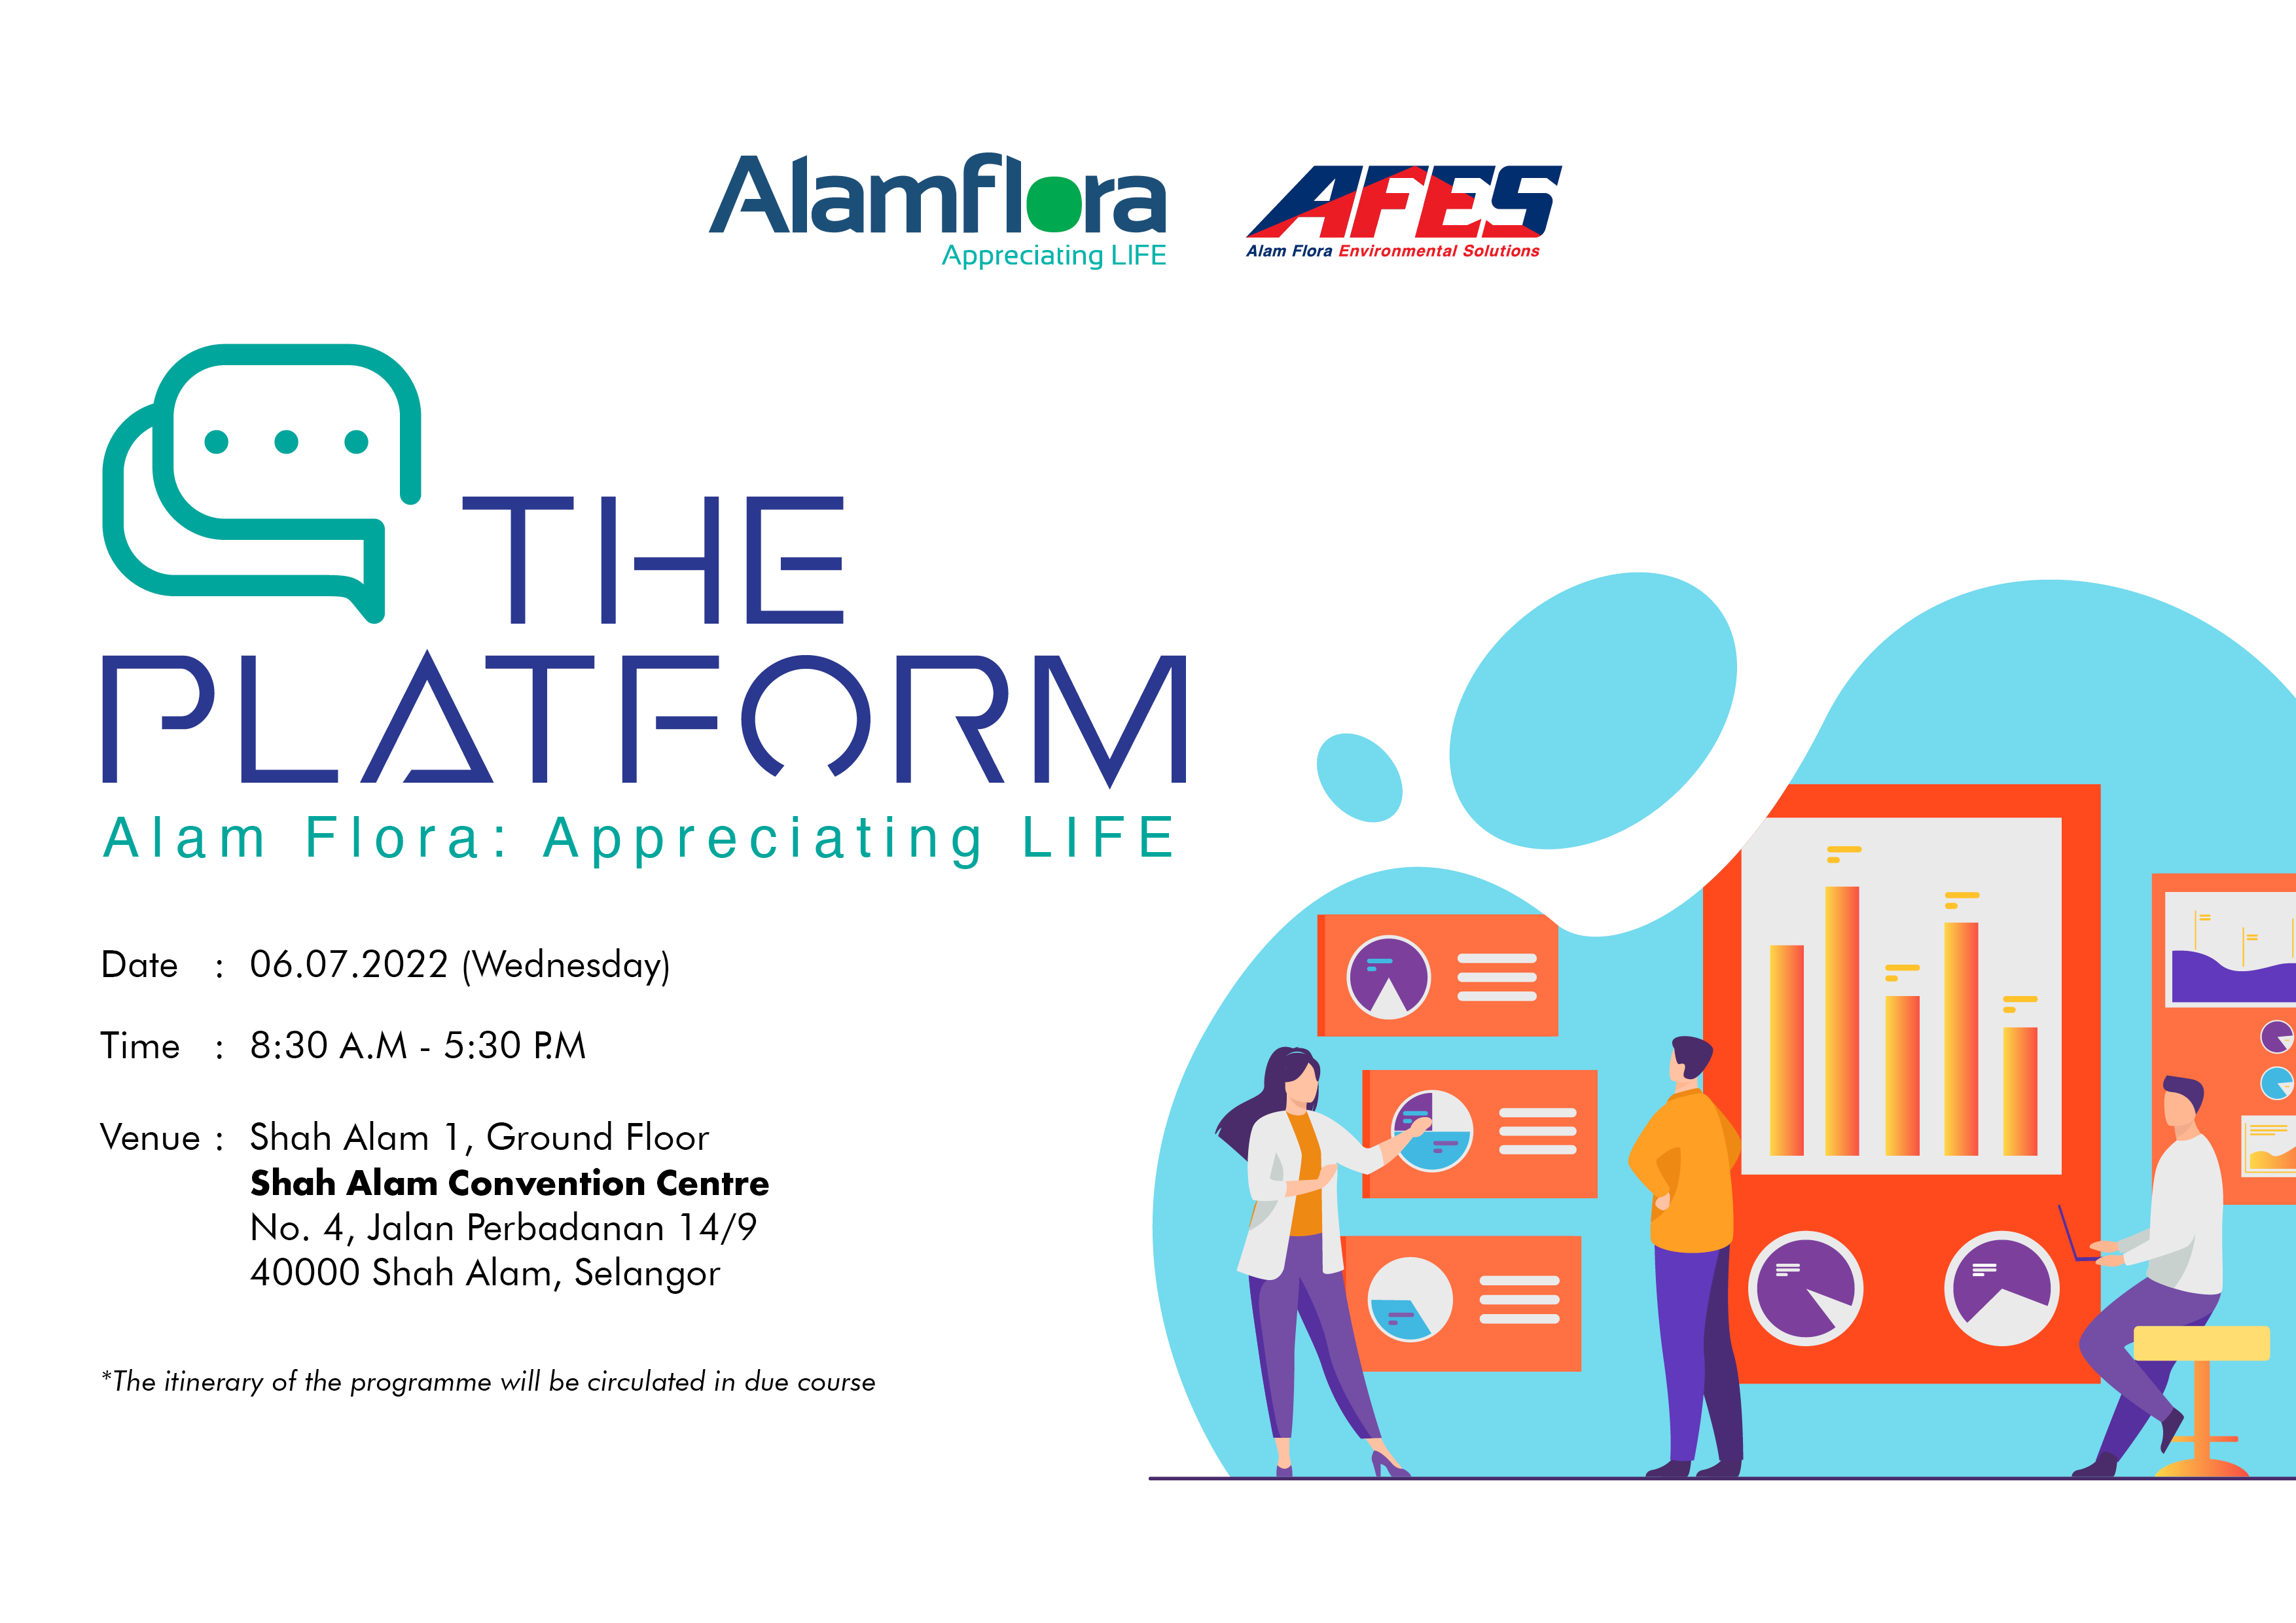 Alamflora
Appreciating LIFE
AFES
Alam Flora Environmental Solutions
THE
PLATFORM
Alam Flora: Appreciating LIFE
Date : 06.07.2022 (Wednesday)
Time : 8:30 A.M - 5:30 P.M
Venue : Shah Alam 1, Ground Floor
Shah Alam Convention Centre
No. 4, Jalan Perbadanan 14/9
40000 Shah Alam, Selangor
*The itinerary of the programme will be circulated in due course